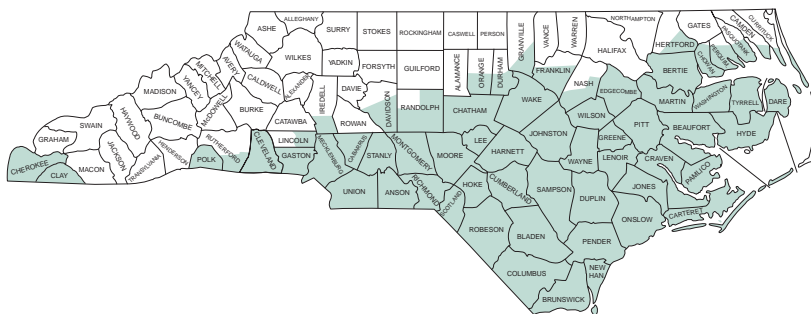 ALLEGHANY
ASHE
SURRY
STOKES
ROCKINGHAM
CASWELL
PERSON
GRANVILLE
VANCE
WARREN
NORTHAMPTON
GATES
CAMDEN
CURRITUCK
PASQUOTANK
PERQUIM.
CHOWAN
HERTFORD
HALIFAX
WATAUGA
WILKES
YADKIN
FORSYTH
GUILFORD
ALAMANCE
ORANGE
DURHAM
FRANKLIN
NASH
EDGECOMBE
BERTIE
MARTIN
WASHINGTON
TYRRELL
DARE
MITCHELL
AVERY
CALDWELL
ALEXANDER
IREDELL
DAVIE
DAVIDSON
RANDOLPH
CHATHAM
WAKE
WILSON
PITT
BEAUFORT
HYDE
MADISON
YANCEY
MCDOWELL
BURKE
CATAWBA
ROWAN
HAYWOOD
BUNCOMBE
SWAIN
GRAHAM
JACKSON
TRANSYLVANIA
HENDERSON
RUTHERFORD
POLK
CLEVELAND
LINCOLN
GASTON
MECKLENBURG
CABARRUS
STANLY
MONTGOMERY
MOORE
LEE
HARNETT
JOHNSTON
WAYNE
GREENE
LENOIR
CRAVEN
PAMLICO
CHEROKEE
CLAY
MACON
UNION
ANSON
RICHMOND
SCOTLAND
HOKE
CUMBERLAND
SAMPSON
DUPLIN
JONES
ONSLOW
CARTERET
ROBESON
BLADEN
PENDER
COLUMBUS
NEW
HAN.
BRUNSWICK